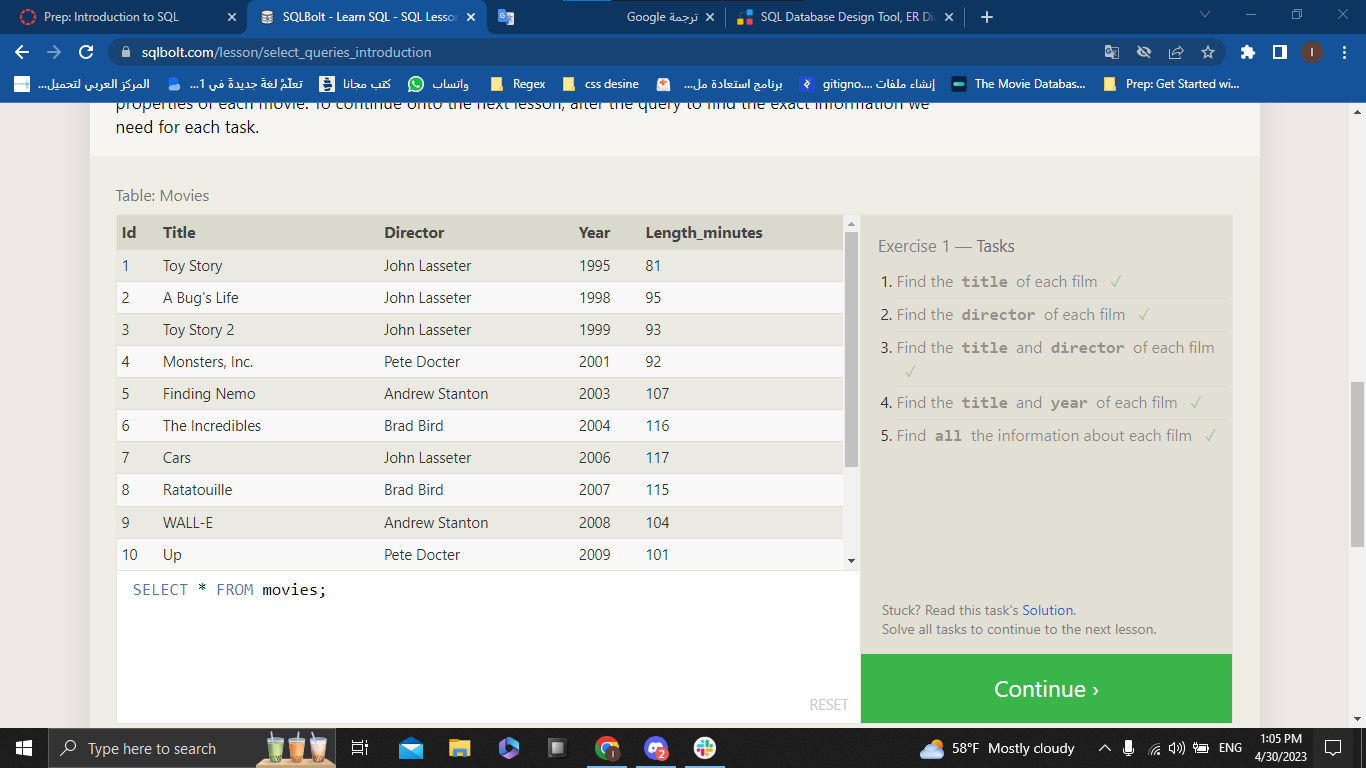 Prep: Introduction to SQL
SQLBolt - Learn SQL - SQL Lesson
ترجمة Google
SQL Database Design Tool, ER Di
sqlbolt.com/lesson/select_queries_introduction
I
المركز العربي لتحميل...
تعلّمْ لغةً جديدةً في 1...
كتب مجانا
واتساب
Regex
css desine
برنامج استعادة مل...
إنشاء ملفات gitigno....
The Movie Databas...
Prep: Get Started wi...
properties of each movie. To continue onto the next lesson, alter the query to find the exact information we
need for each task.
Table: Movies
Id Title Director Year Length_minutes
1 Toy Story John Lasseter 1995 81
2 A Bug's Life John Lasseter 1998 95
3 Toy Story 2 John Lasseter 1999 93
4 Monsters, Inc. Pete Docter 2001 92
5 Finding Nemo Andrew Stanton 2003 107
6 The Incredibles Brad Bird 2004 116
7 Cars John Lasseter 2006 117
8 Ratatouille Brad Bird 2007 115
9 WALL-E Andrew Stanton 2008 104
10 Up Pete Docter 2009 101
SELECT * FROM movies;
RESET
Exercise 1 — Tasks
1. Find the title of each film ✓
2. Find the director of each film ✓
3. Find the title and director of each film
✓
4. Find the title and year of each film ✓
5. Find all the information about each film ✓
Stuck? Read this task's Solution.
Solve all tasks to continue to the next lesson.
Continue ›
Type here to search
2
58°F Mostly cloudy
ENG
1:05 PM
4/30/2023